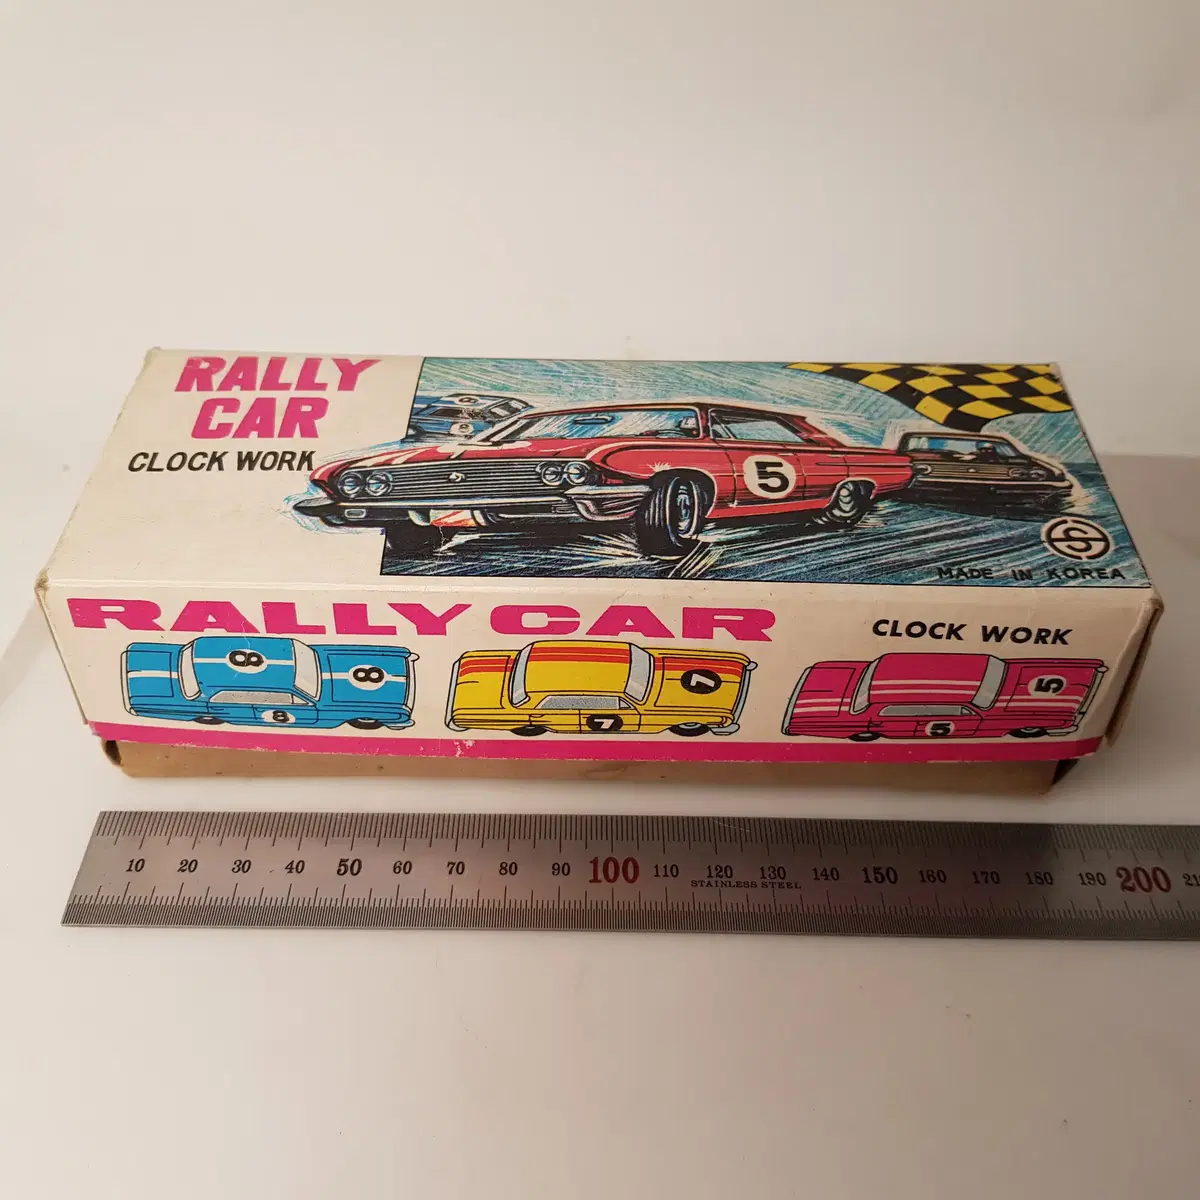 RALLY
CAR
CLOCK WORK
5
MADE IN KOREA
RALLY CAR
CLOCK WORK
8
8
8
7
7
5
5
10 20 30 40 50 60 70 80 90 100 110 120 130 140 150 160 170 180 190 200
STAINLESS STEEL